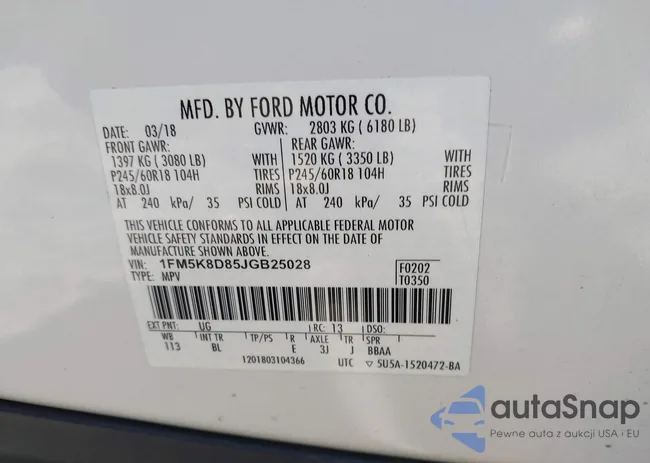 MFD. BY FORD MOTOR CO.
DATE: 03/18 GVWR: 2803 KG ( 6180 LB)
FRONT GAWR: REAR GAWR:
1397 KG ( 3080 LB) WITH 1520 KG ( 3350 LB) WITH
P245/60R18 104H TIRES P245/60R18 104H TIRES
18x8.0J RIMS 18x8.0J RIMS
AT 240 kPa/ 35 PSI COLD AT 240 kPa/ 35 PSI COLD
THIS VEHICLE CONFORMS TO ALL APPLICABLE FEDERAL MOTOR
VEHICLE SAFETY STANDARDS IN EFFECT ON THE DATE OF
MANUFACTURE SHOWN ABOVE.
VIN: 1FM5K8D85JGB25028 F0202
TYPE: MPV T0350
EXT PNT: UG RC: 13 DSO:
WB INT TR TP/PS R AXLE TR SPR
113 BL E 3J J BBAA
1201803104366 UTC ▽ 5U5A-1520472-BA
autaSnap
Pewne auta z aukcji USA i EU